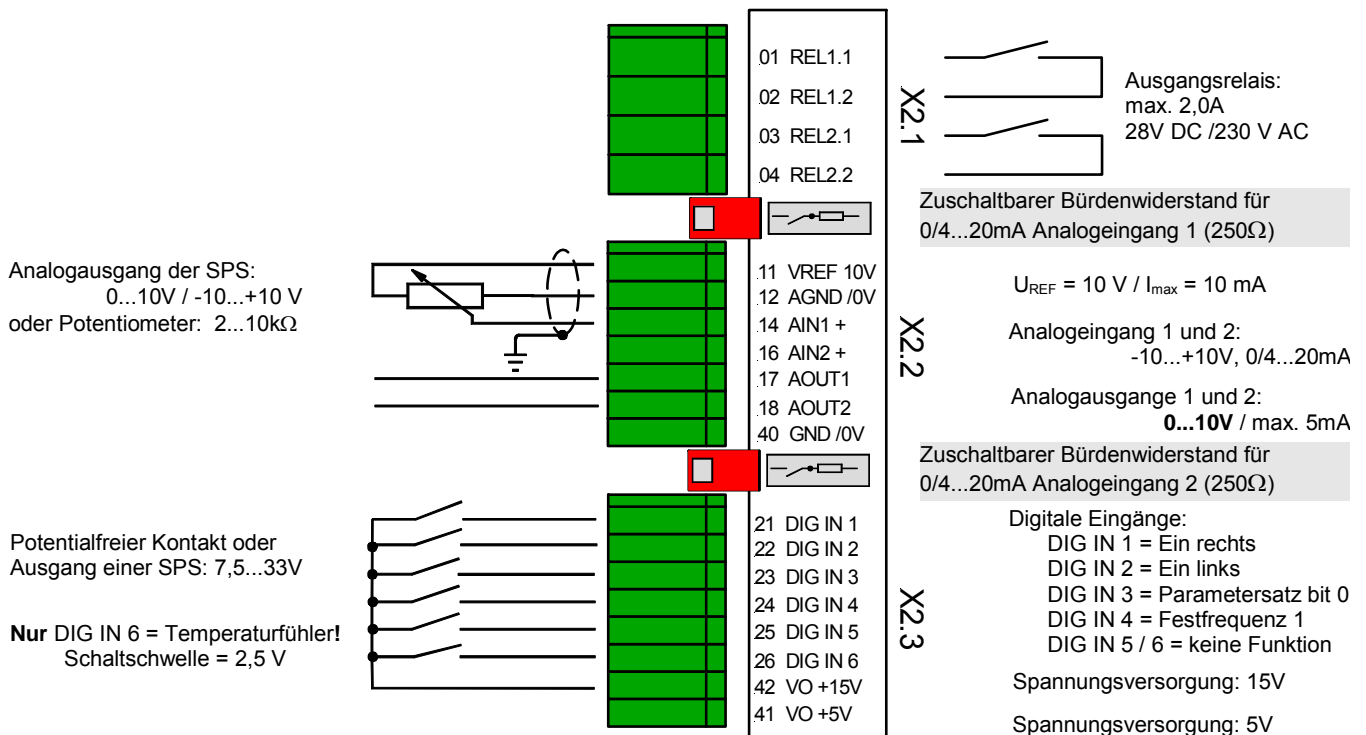 01 REL1.1
02 REL1.2
03 REL2.1
04 REL2.2
X2.1
Ausgangsrelais:
max. 2,0A
28V DC /230 V AC
Zuschaltbarer Bürdenwiderstand für
0/4...20mA Analogeingang 1 (250Ω)
Analogausgang der SPS:
0...10V / -10...+10 V
oder Potentiometer: 2...10kΩ
11 VREF 10V
12 AGND /0V
14 AIN1 +
16 AIN2 +
17 AOUT1
18 AOUT2
40 GND /0V
X2.2
UREF = 10 V / Imax = 10 mA
Analogeingang 1 und 2:
-10...+10V, 0/4...20mA
Analogausgange 1 und 2:
0...10V / max. 5mA
Zuschaltbarer Bürdenwiderstand für
0/4...20mA Analogeingang 2 (250Ω)
Potentialfreier Kontakt oder
Ausgang einer SPS: 7,5...33V
Nur DIG IN 6 = Temperaturfühler!
Schaltschwelle = 2,5 V
21 DIG IN 1
22 DIG IN 2
23 DIG IN 3
24 DIG IN 4
25 DIG IN 5
26 DIG IN 6
42 VO +15V
41 VO +5V
X2.3
Digitale Eingänge:
DIG IN 1 = Ein rechts
DIG IN 2 = Ein links
DIG IN 3 = Parametersatz bit 0
DIG IN 4 = Festfrequenz 1
DIG IN 5 / 6 = keine Funktion
Spannungsversorgung: 15V
Spannungsversorgung: 5V